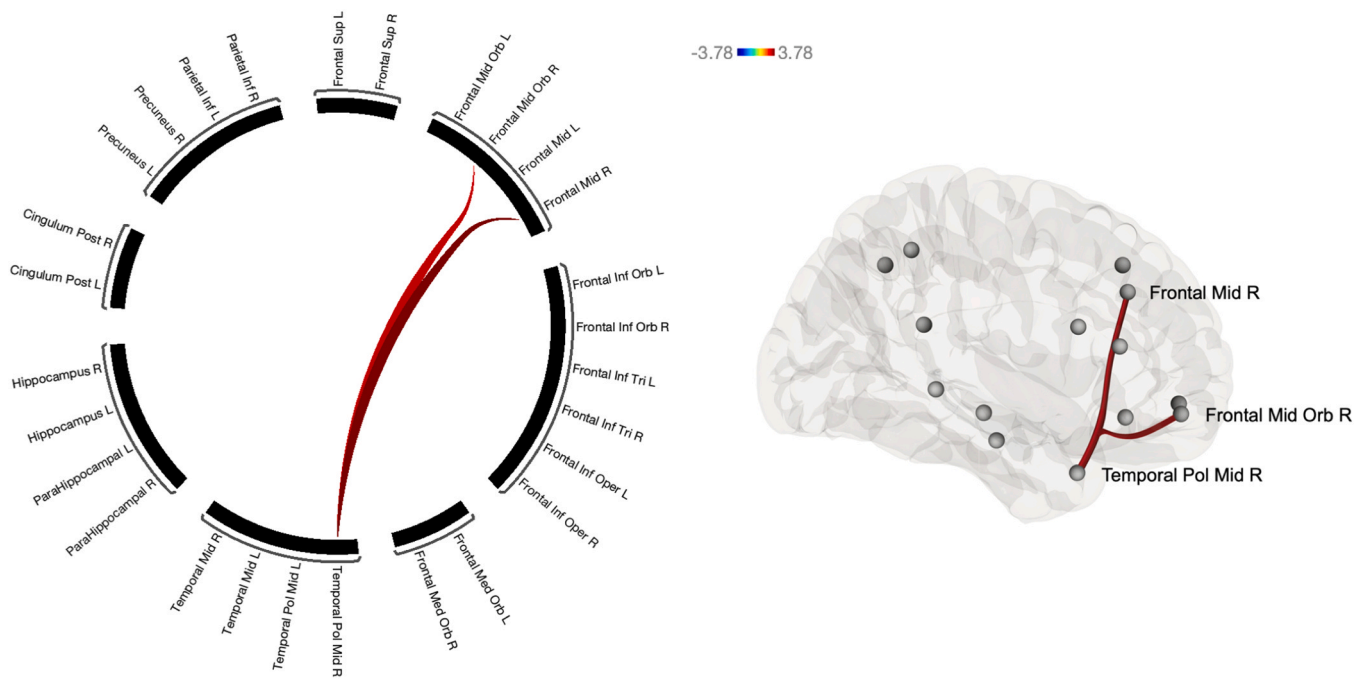 Frontal Sup L
Frontal Sup R
Frontal Mid Orb L
Frontal Mid Orb R
Frontal Mid L
Frontal Mid R
Frontal Inf Orb L
Frontal Inf Orb R
Frontal Inf Tri L
Frontal Inf Tri R
Frontal Inf Oper L
Frontal Inf Oper R
Frontal Med Orb L
Frontal Med Orb R
Temporal Pol Mid R
Temporal Pol Mid L
Temporal Mid L
Temporal Mid R
ParaHippocampal R
ParaHippocampal L
Hippocampus L
Hippocampus R
Cingulum Post L
Cingulum Post R
Precuneus L
Precuneus R
Parietal Inf L
Parietal Inf R
-3.78 3.78
Frontal Mid R
Frontal Mid Orb R
Temporal Pol Mid R